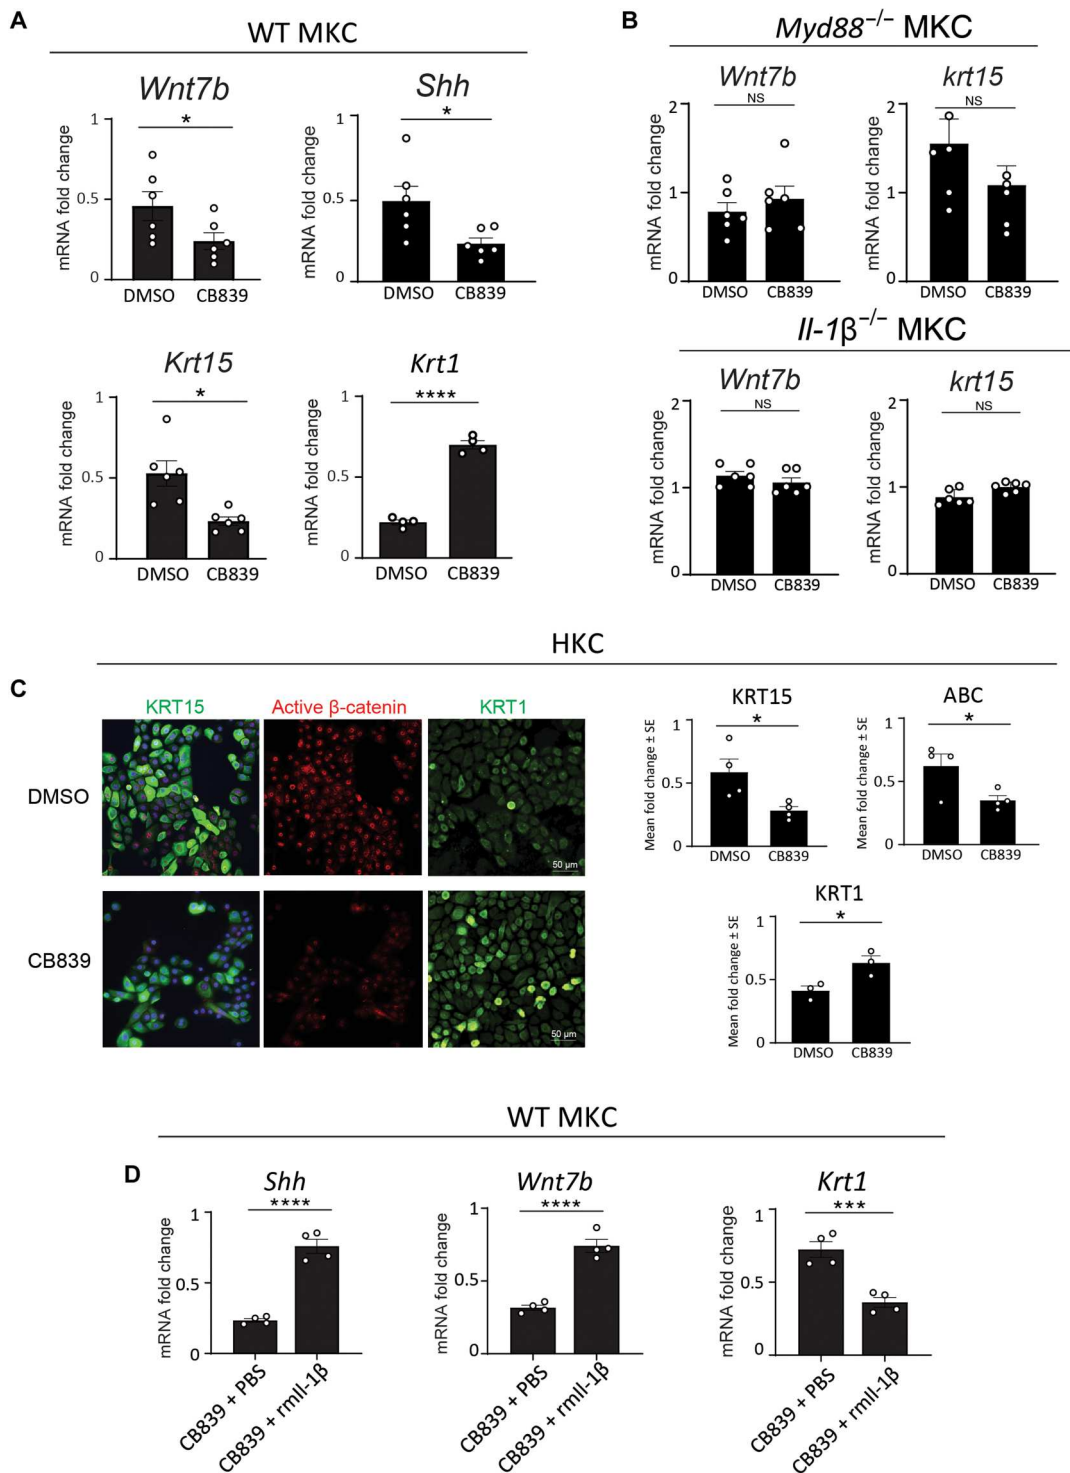 A
WT MKC
Wnt7b
*
mRNA fold change
1
0.5
0
DMSO
CB839
Shh
*
mRNA fold change
1
0.5
0
DMSO
CB839
Krt15
*
mRNA fold change
1
0.5
0
DMSO
CB839
Krt1
****
mRNA fold change
1
0.5
0
DMSO
CB839
B
Myd88–/– MKC
Wnt7b
NS
mRNA fold change
2
1
0
DMSO
CB839
krt15
NS
mRNA fold change
2
1
0
DMSO
CB839
Il-1β–/– MKC
Wnt7b
NS
mRNA fold change
2
1
0
DMSO
CB839
krt15
NS
mRNA fold change
2
1
0
DMSO
CB839
HKC
C
KRT15
Active β-catenin
KRT1
DMSO
50 µm
CB839
50 µm
KRT15
*
Mean fold change ± SE
1
0.5
0
DMSO
CB839
ABC
*
Mean fold change ± SE
1
0.5
0
DMSO
CB839
KRT1
*
Mean fold change ± SE
1
0.5
0
DMSO
CB839
WT MKC
D
Shh
****
mRNA fold change
1
0.5
0
CB839 + PBS
CB839 + rmIl-1β
Wnt7b
****
mRNA fold change
1
0.5
0
CB839 + PBS
CB839 + rmIl-1β
Krt1
***
mRNA fold change
1
0.5
0
CB839 + PBS
CB839 + rmIl-1β